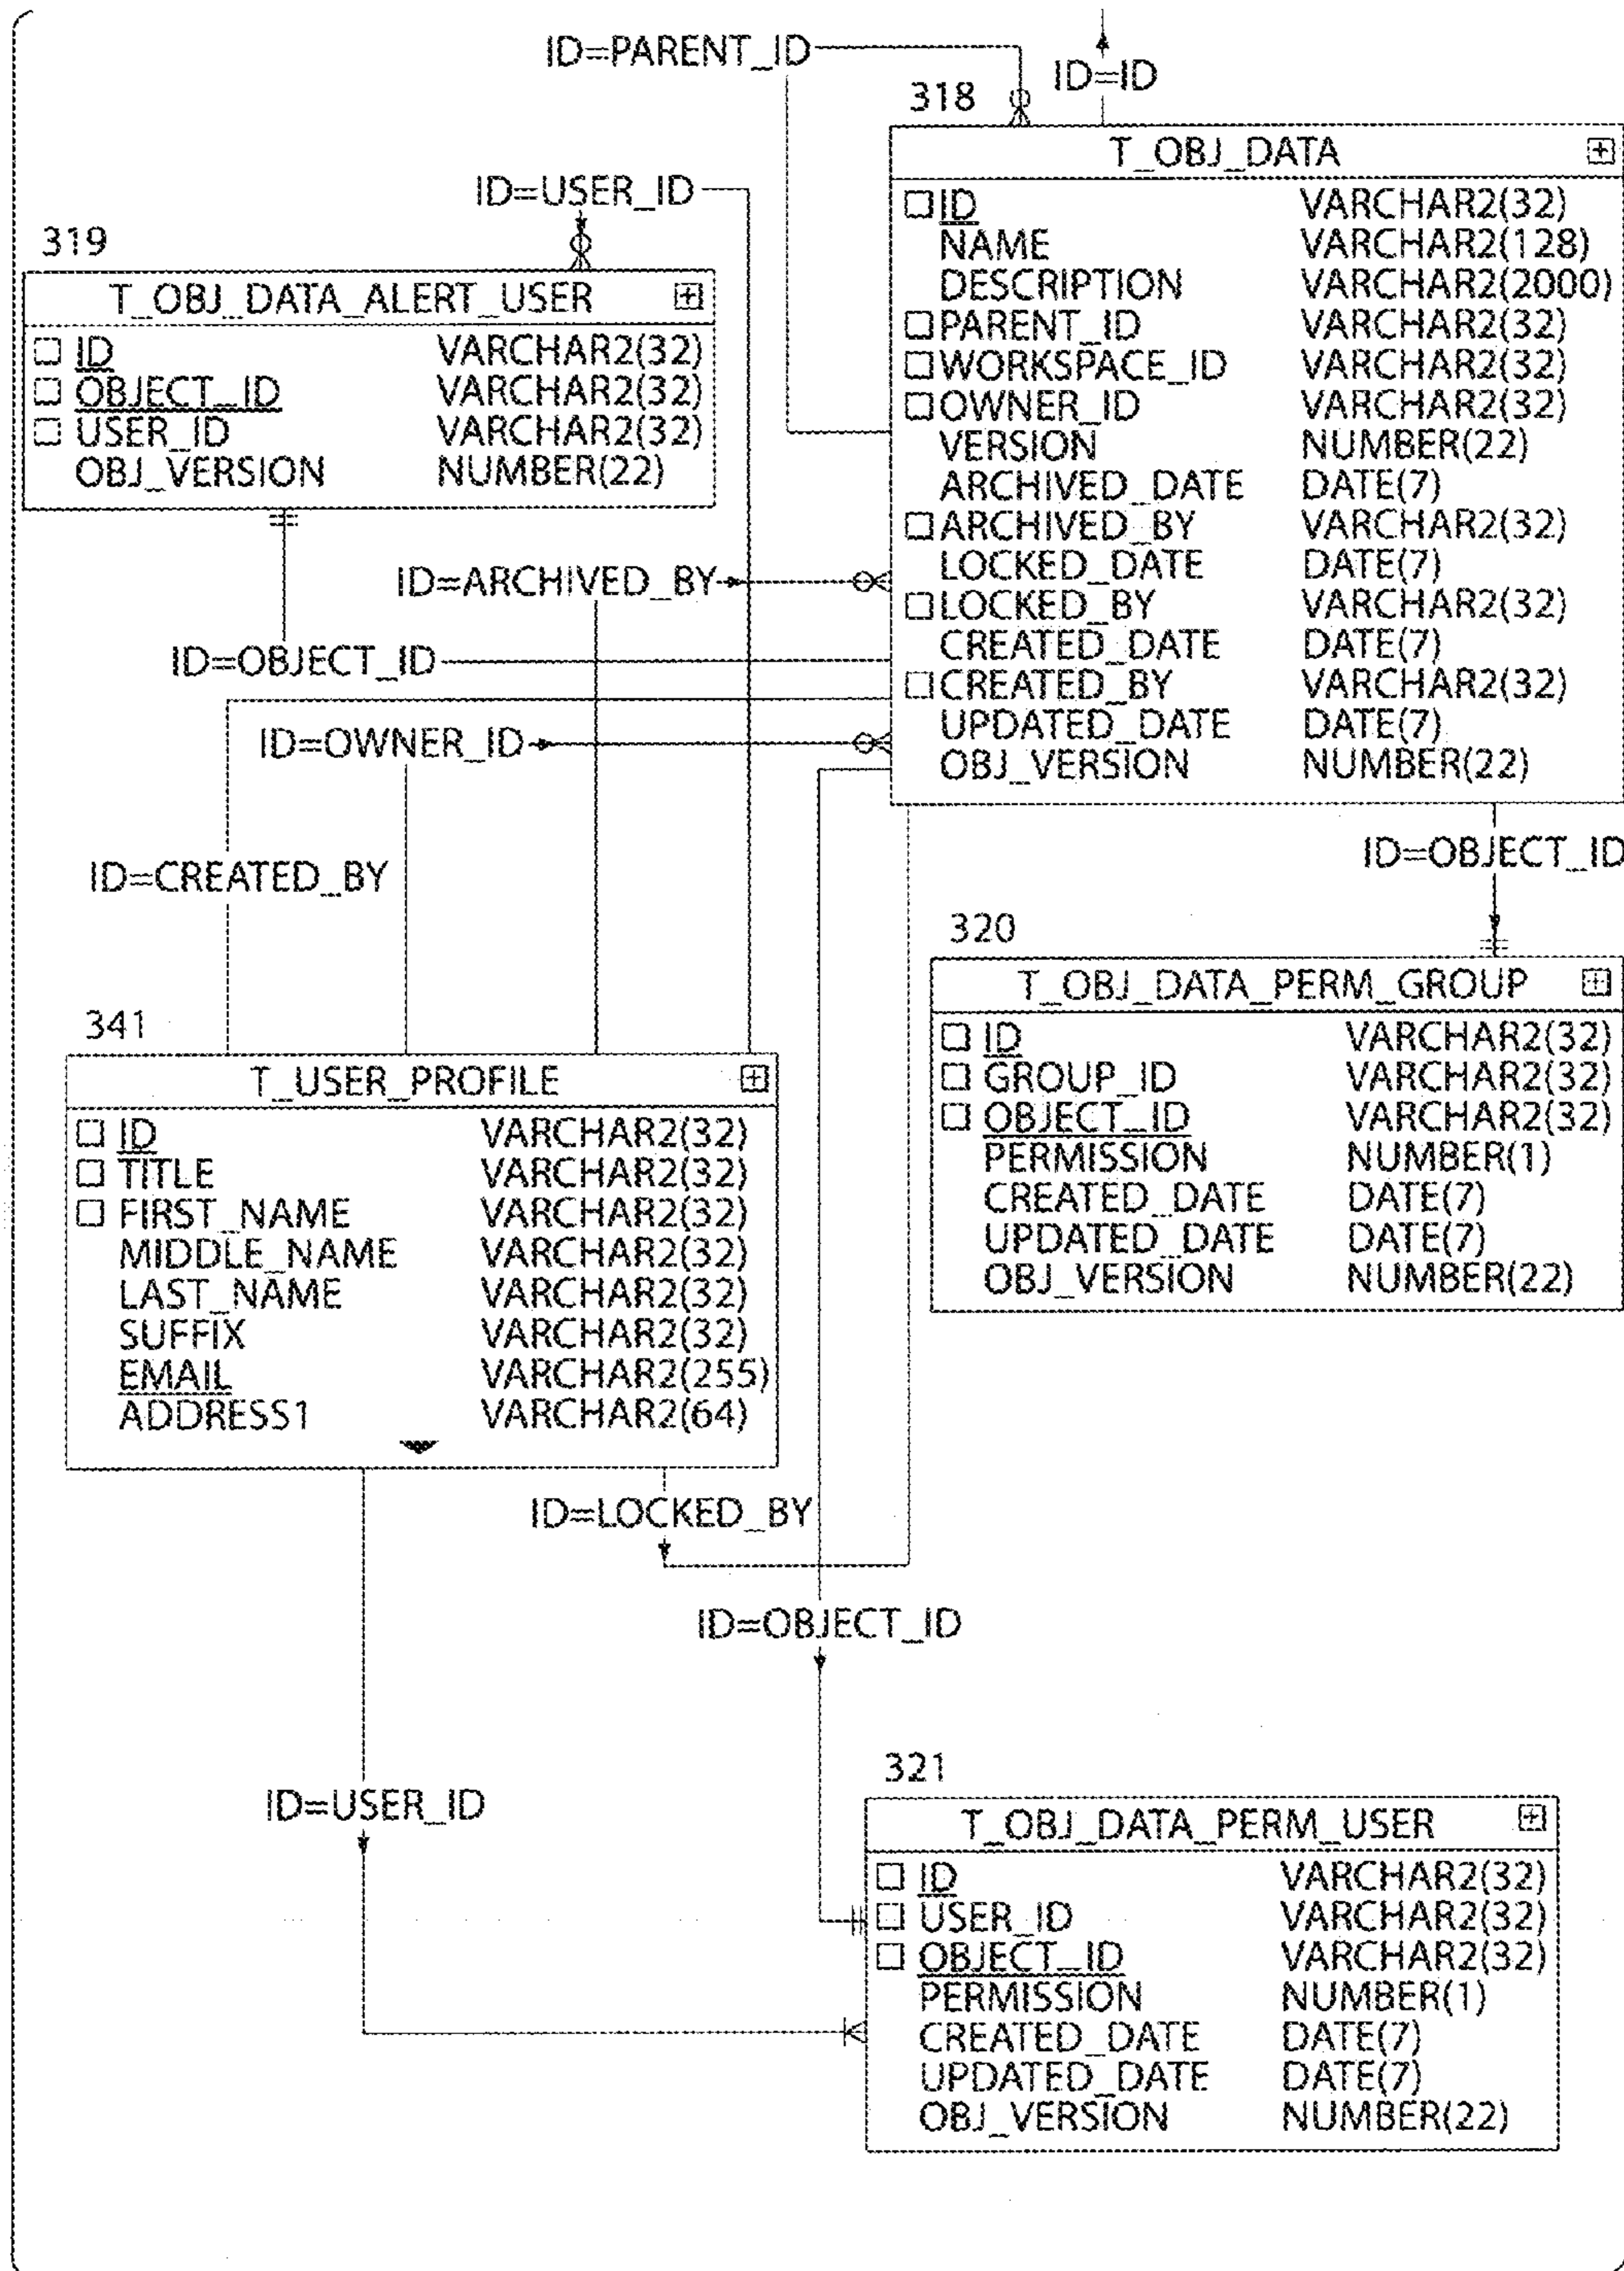 ID=PARENT_ID
ID=ID
318
T_OBJ_DATA
ID VARCHAR2(32)
NAME VARCHAR2(128)
DESCRIPTION VARCHAR2(2000)
PARENT_ID VARCHAR2(32)
WORKSPACE_ID VARCHAR2(32)
OWNER_ID VARCHAR2(32)
VERSION NUMBER(22)
ARCHIVED_DATE DATE(7)
ARCHIVED_BY VARCHAR2(32)
LOCKED_DATE DATE(7)
LOCKED_BY VARCHAR2(32)
CREATED_DATE DATE(7)
CREATED_BY VARCHAR2(32)
UPDATED_DATE DATE(7)
OBJ_VERSION NUMBER(22)
ID=USER_ID
319
T_OBJ_DATA_ALERT_USER
ID VARCHAR2(32)
OBJECT_ID VARCHAR2(32)
USER_ID VARCHAR2(32)
OBJ_VERSION NUMBER(22)
ID=ARCHIVED_BY
ID=OBJECT_ID
ID=OWNER_ID
ID=CREATED_BY
ID=OBJECT_ID
320
T_OBJ_DATA_PERM_GROUP
ID VARCHAR2(32)
GROUP_ID VARCHAR2(32)
OBJECT_ID VARCHAR2(32)
PERMISSION NUMBER(1)
CREATED_DATE DATE(7)
UPDATED_DATE DATE(7)
OBJ_VERSION NUMBER(22)
341
T_USER_PROFILE
ID VARCHAR2(32)
TITLE VARCHAR2(32)
FIRST_NAME VARCHAR2(32)
MIDDLE_NAME VARCHAR2(32)
LAST_NAME VARCHAR2(32)
SUFFIX VARCHAR2(32)
EMAIL VARCHAR2(255)
ADDRESS1 VARCHAR2(64)
ID=LOCKED_BY
ID=OBJECT_ID
ID=USER_ID
321
T_OBJ_DATA_PERM_USER
ID VARCHAR2(32)
USER_ID VARCHAR2(32)
OBJECT_ID VARCHAR2(32)
PERMISSION NUMBER(1)
CREATED_DATE DATE(7)
UPDATED_DATE DATE(7)
OBJ_VERSION NUMBER(22)